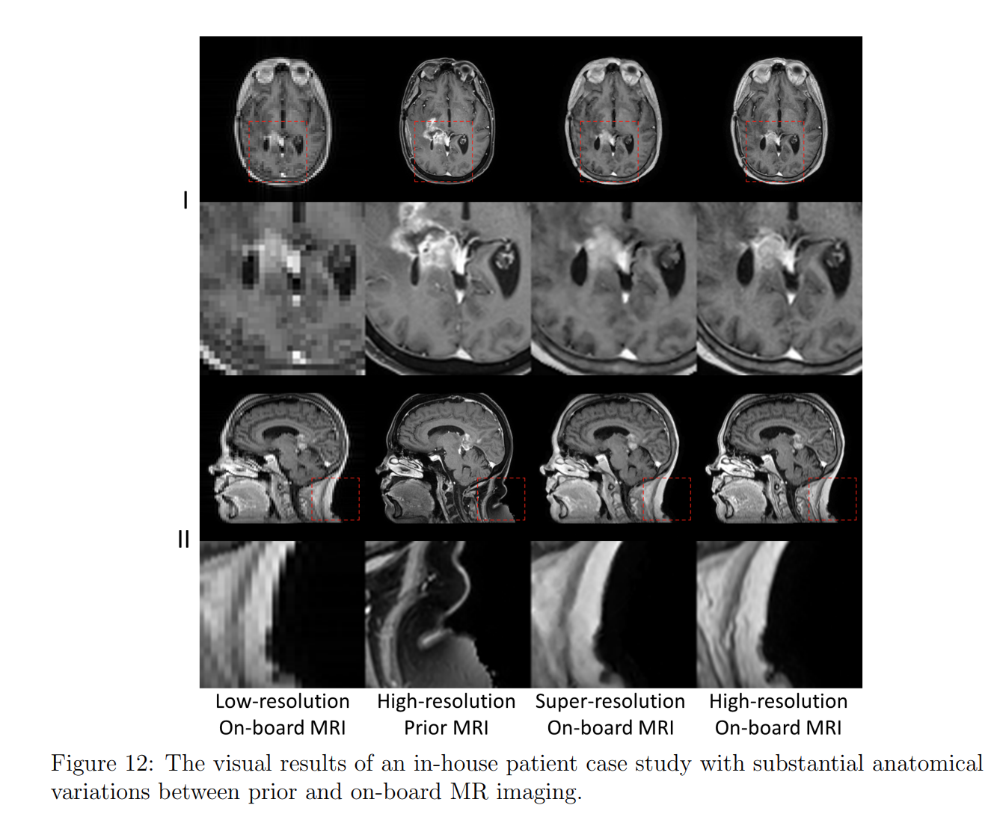 I
II
Low-resolution On-board MRI
High-resolution Prior MRI
Super-resolution On-board MRI
High-resolution On-board MRI
Figure 12: The visual results of an in-house patient case study with substantial anatomical
variations between prior and on-board MR imaging.